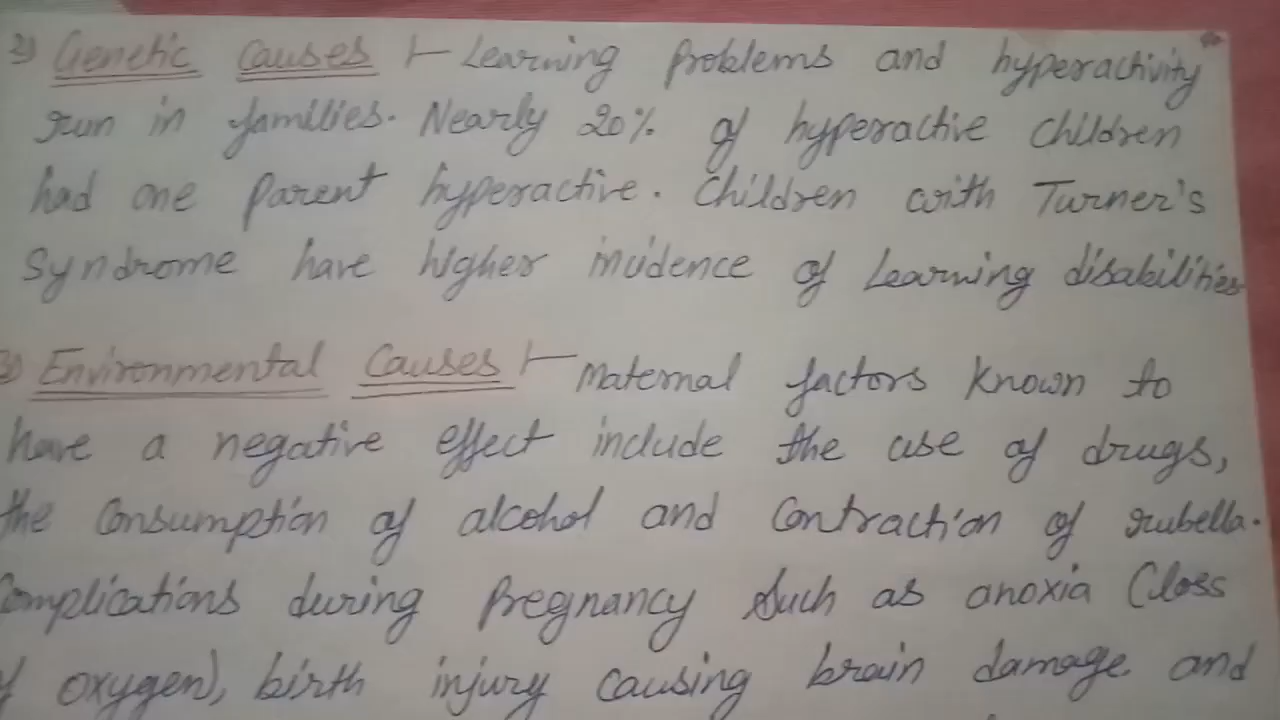 2) Genetic Causes :- Learning Problems and hyperactivity
run in families. Nearly 20% of hyperactive children
had one Parent hyperactive. Children with Turner's
Syndrome have higher incidence of Learning disabilities
3) Environmental Causes :- Maternal factors known to
have a negative effect include the use of drugs,
the consumption of alcohol and contraction of rubella.
Complications during Pregnancy such as anoxia (loss
of oxygen), birth injury causing brain damage and